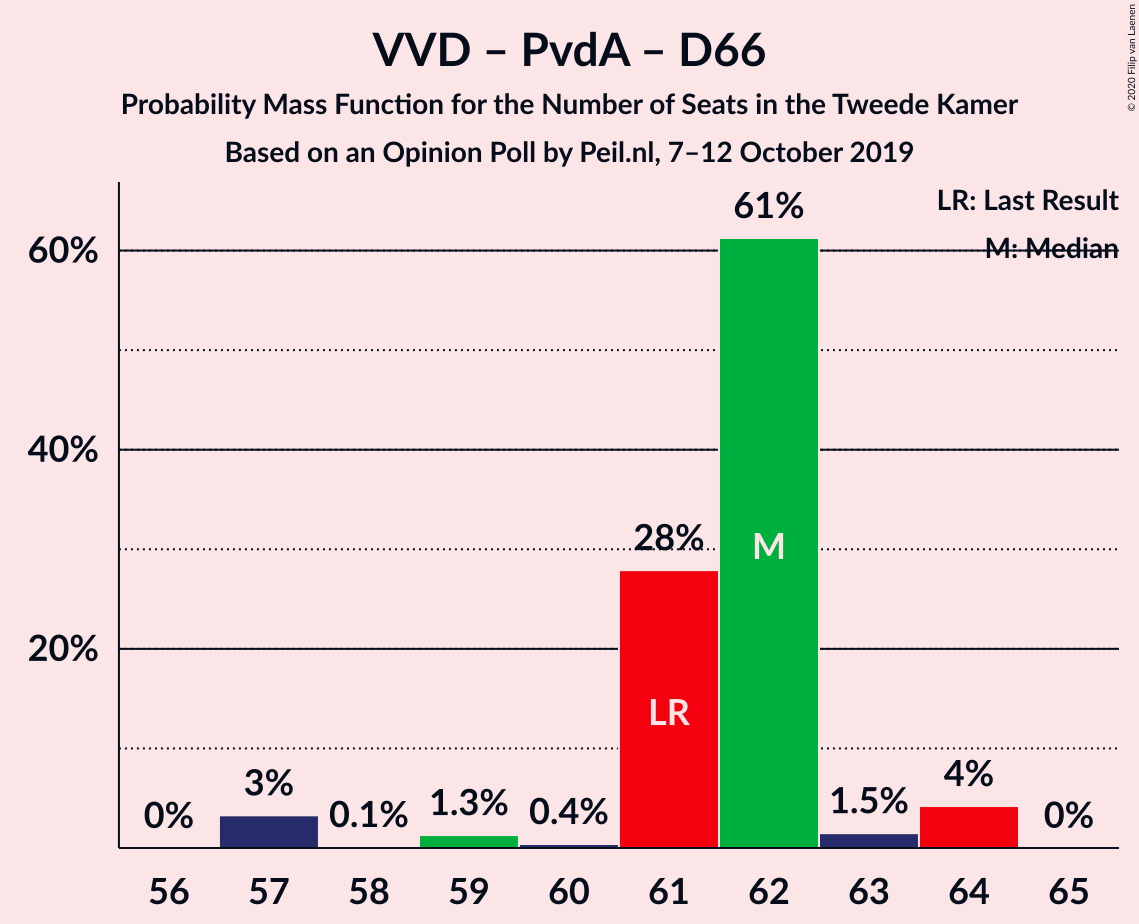 VVD – PvdA – D66
Probability Mass Function for the Number of Seats in the Tweede Kamer
Based on an Opinion Poll by Peil.nl, 7–12 October 2019
© 2020 Filip van Laenen
LR: Last Result
M: Median
60%
40%
20%
0%
3%
0.1%
1.3%
0.4%
28%
61%
1.5%
4%
0%
LR
M
56 57 58 59 60 61 62 63 64 65